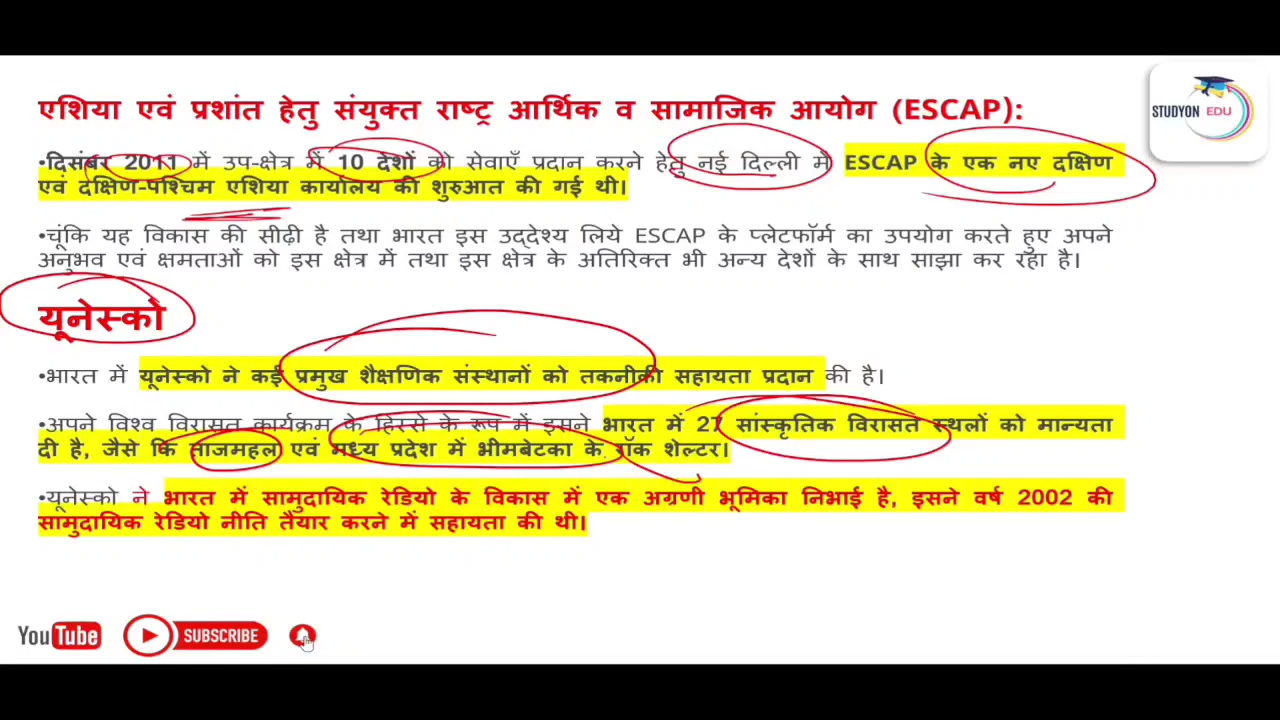 एशिया एवं प्रशांत हेतु संयुक्त राष्ट्र आर्थिक व सामाजिक आयोग (ESCAP):
STUDYON EDU
•दिसंबर 2011 में उप-क्षेत्र में 10 देशों को सेवाएँ प्रदान करने हेतु नई दिल्ली में ESCAP के एक नए दक्षिण
एवं दक्षिण-पश्चिम एशिया कार्यालय की शुरुआत की गई थी।
•चूंकि यह विकास की सीढ़ी है तथा भारत इस उद्देश्य लिये ESCAP के प्लेटफॉर्म का उपयोग करते हुए अपने
अनुभव एवं क्षमताओं को इस क्षेत्र में तथा इस क्षेत्र के अतिरिक्त भी अन्य देशों के साथ साझा कर रहा है।
यूनेस्को
•भारत में यूनेस्को ने कई प्रमुख शैक्षणिक संस्थानों को तकनीकी सहायता प्रदान की है।
•अपने विश्व विरासत कार्यक्रम के हिस्से के रूप में इसने भारत में 27 सांस्कृतिक विरासत स्थलों को मान्यता
दी है, जैसे कि ताजमहल एवं मध्य प्रदेश में भीमबेटका के रॉक शेल्टर।
•यूनेस्को ने भारत में सामुदायिक रेडियो के विकास में एक अग्रणी भूमिका निभाई है, इसने वर्ष 2002 की
सामुदायिक रेडियो नीति तैयार करने में सहायता की थी।
YouTube SUBSCRIBE